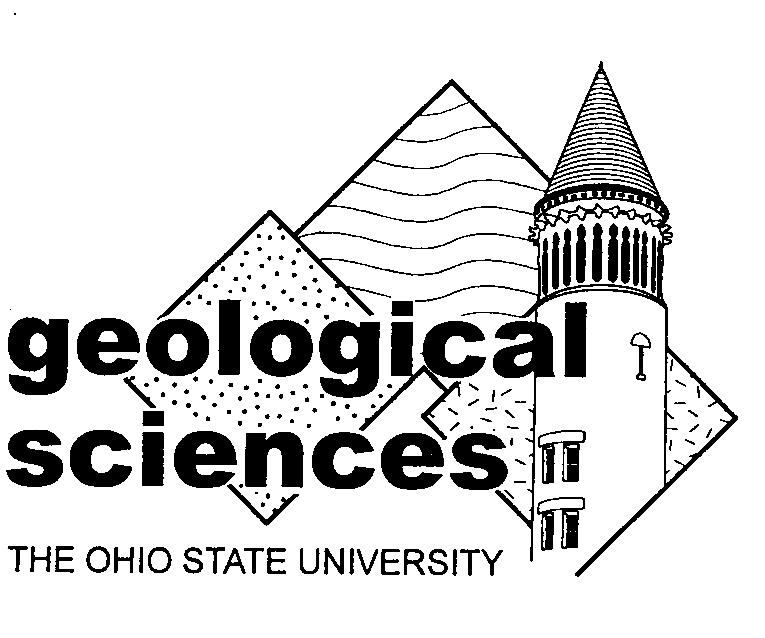 geological
sciences
THE OHIO STATE UNIVERSITY